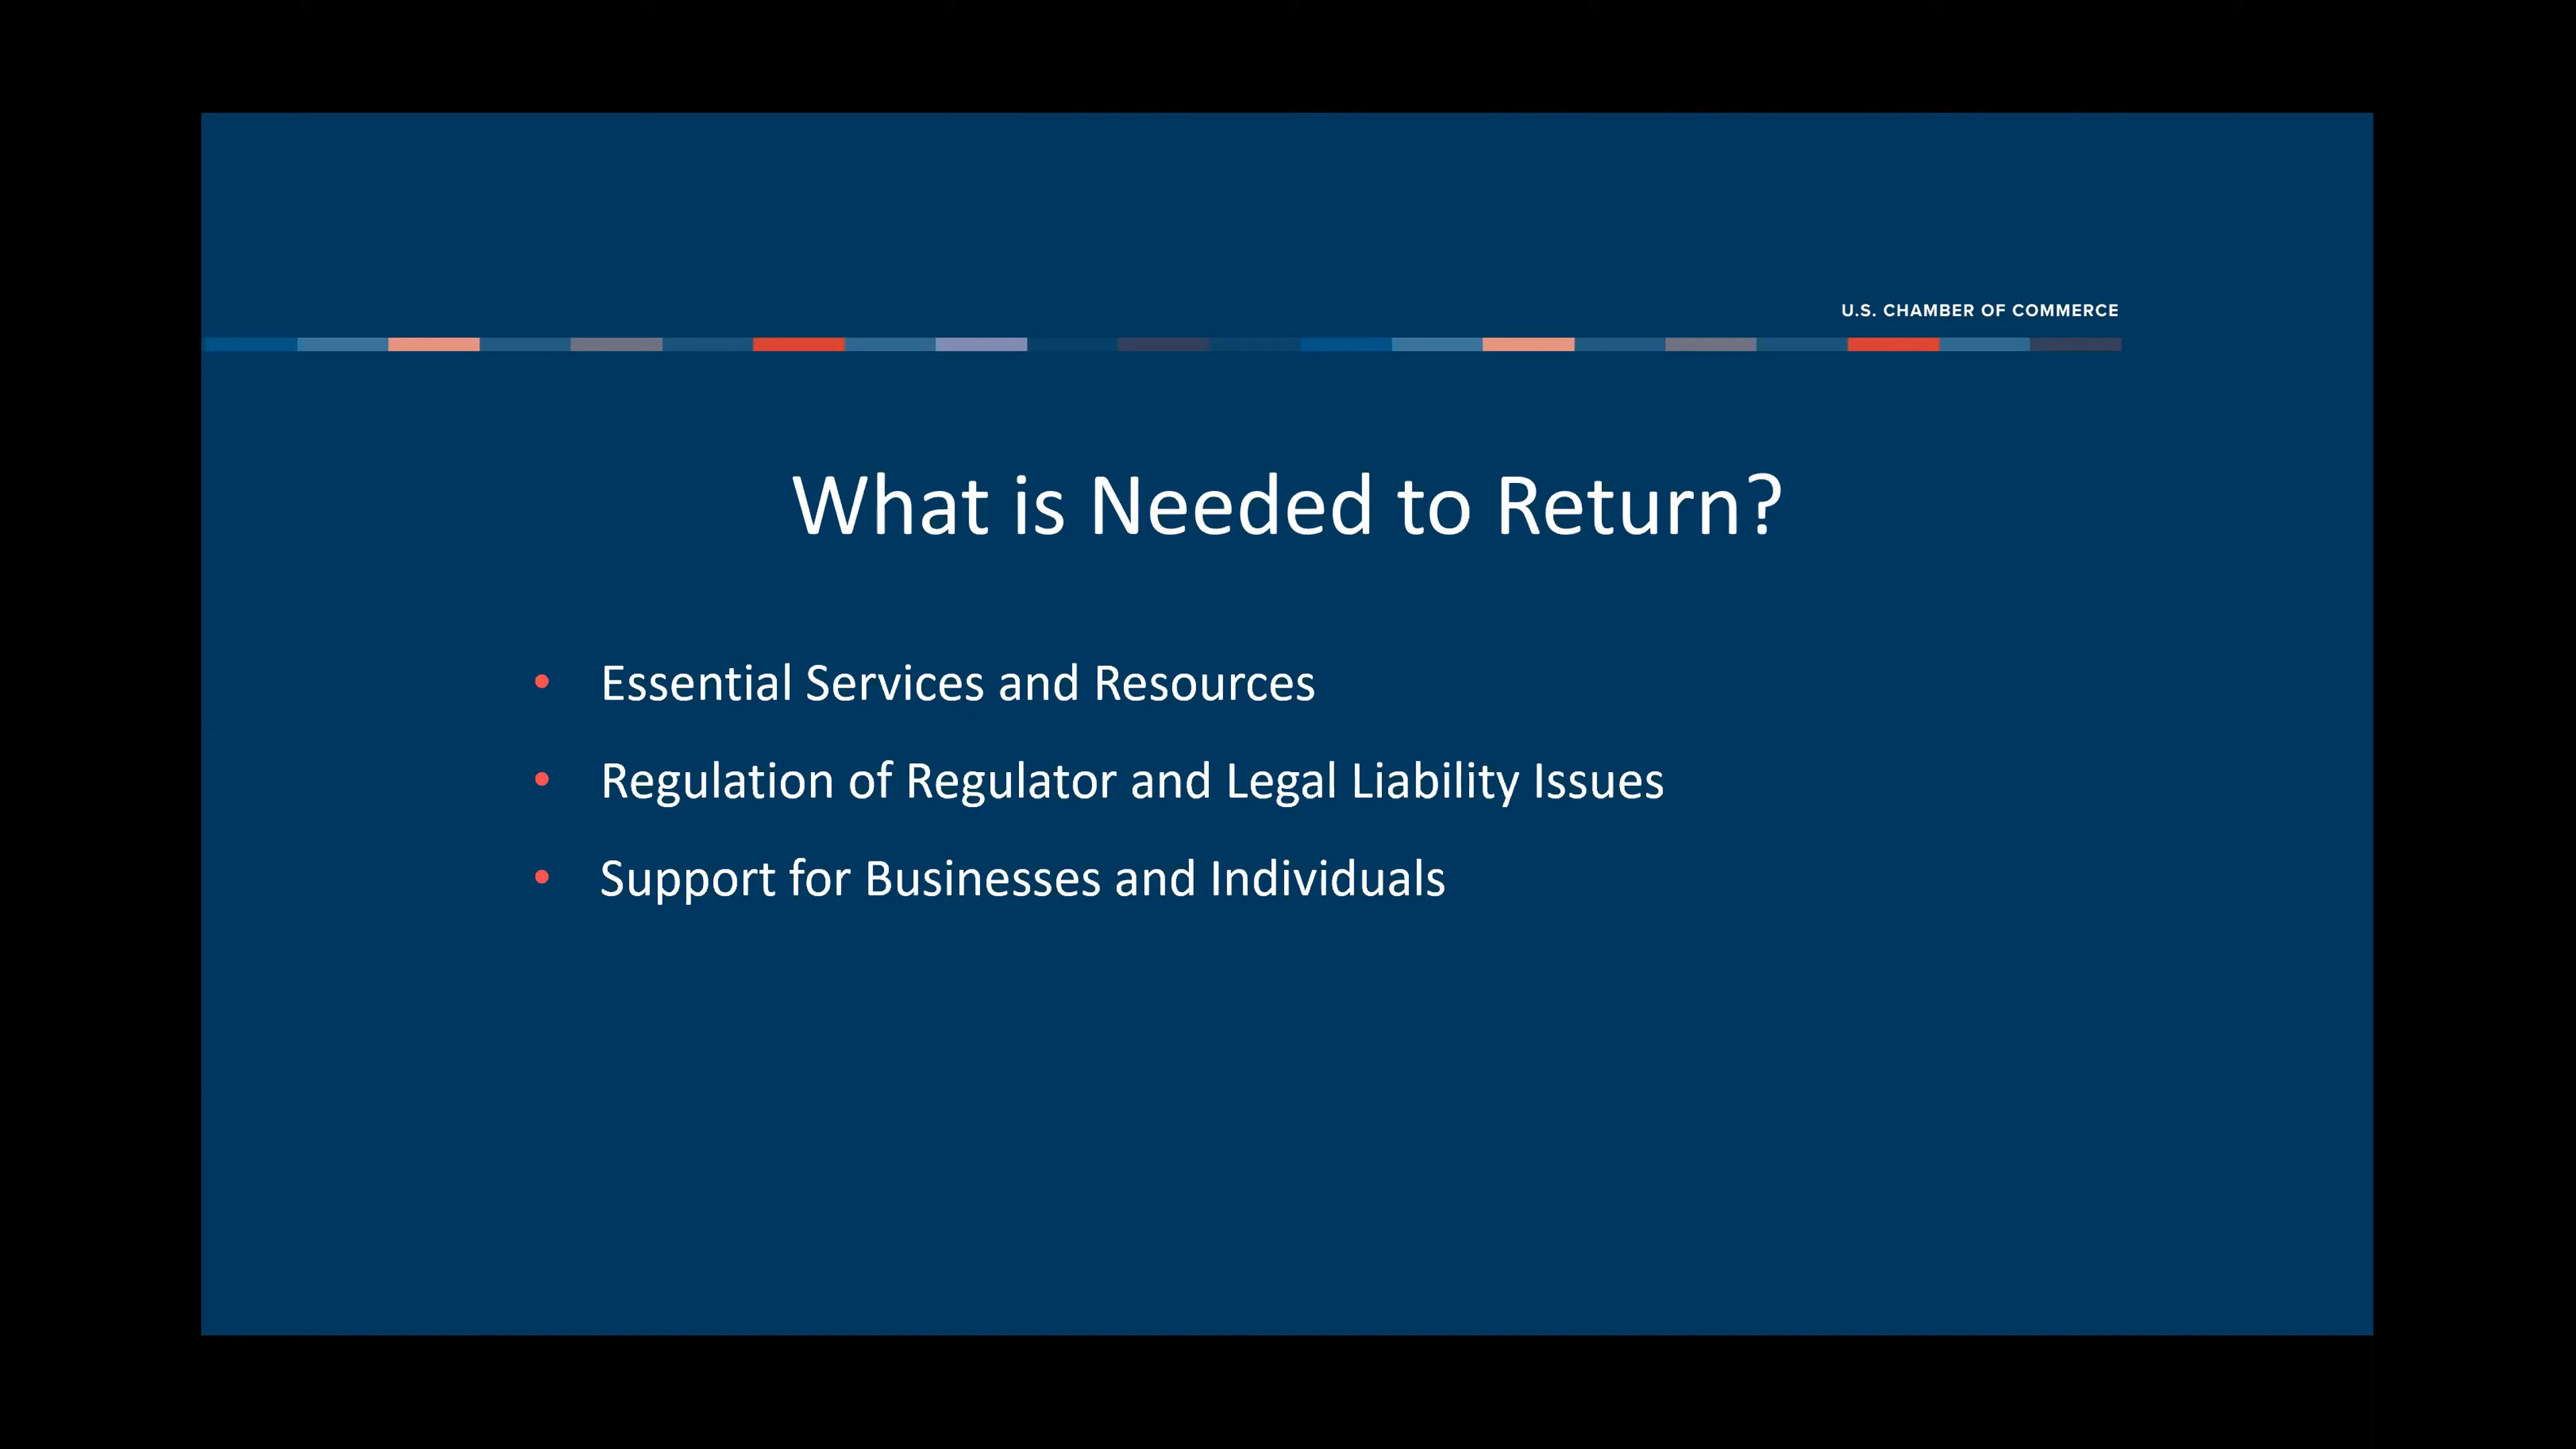 U.S. CHAMBER OF COMMERCE
What is Needed to Return?
• Essential Services and Resources
• Regulation of Regulator and Legal Liability Issues
• Support for Businesses and Individuals